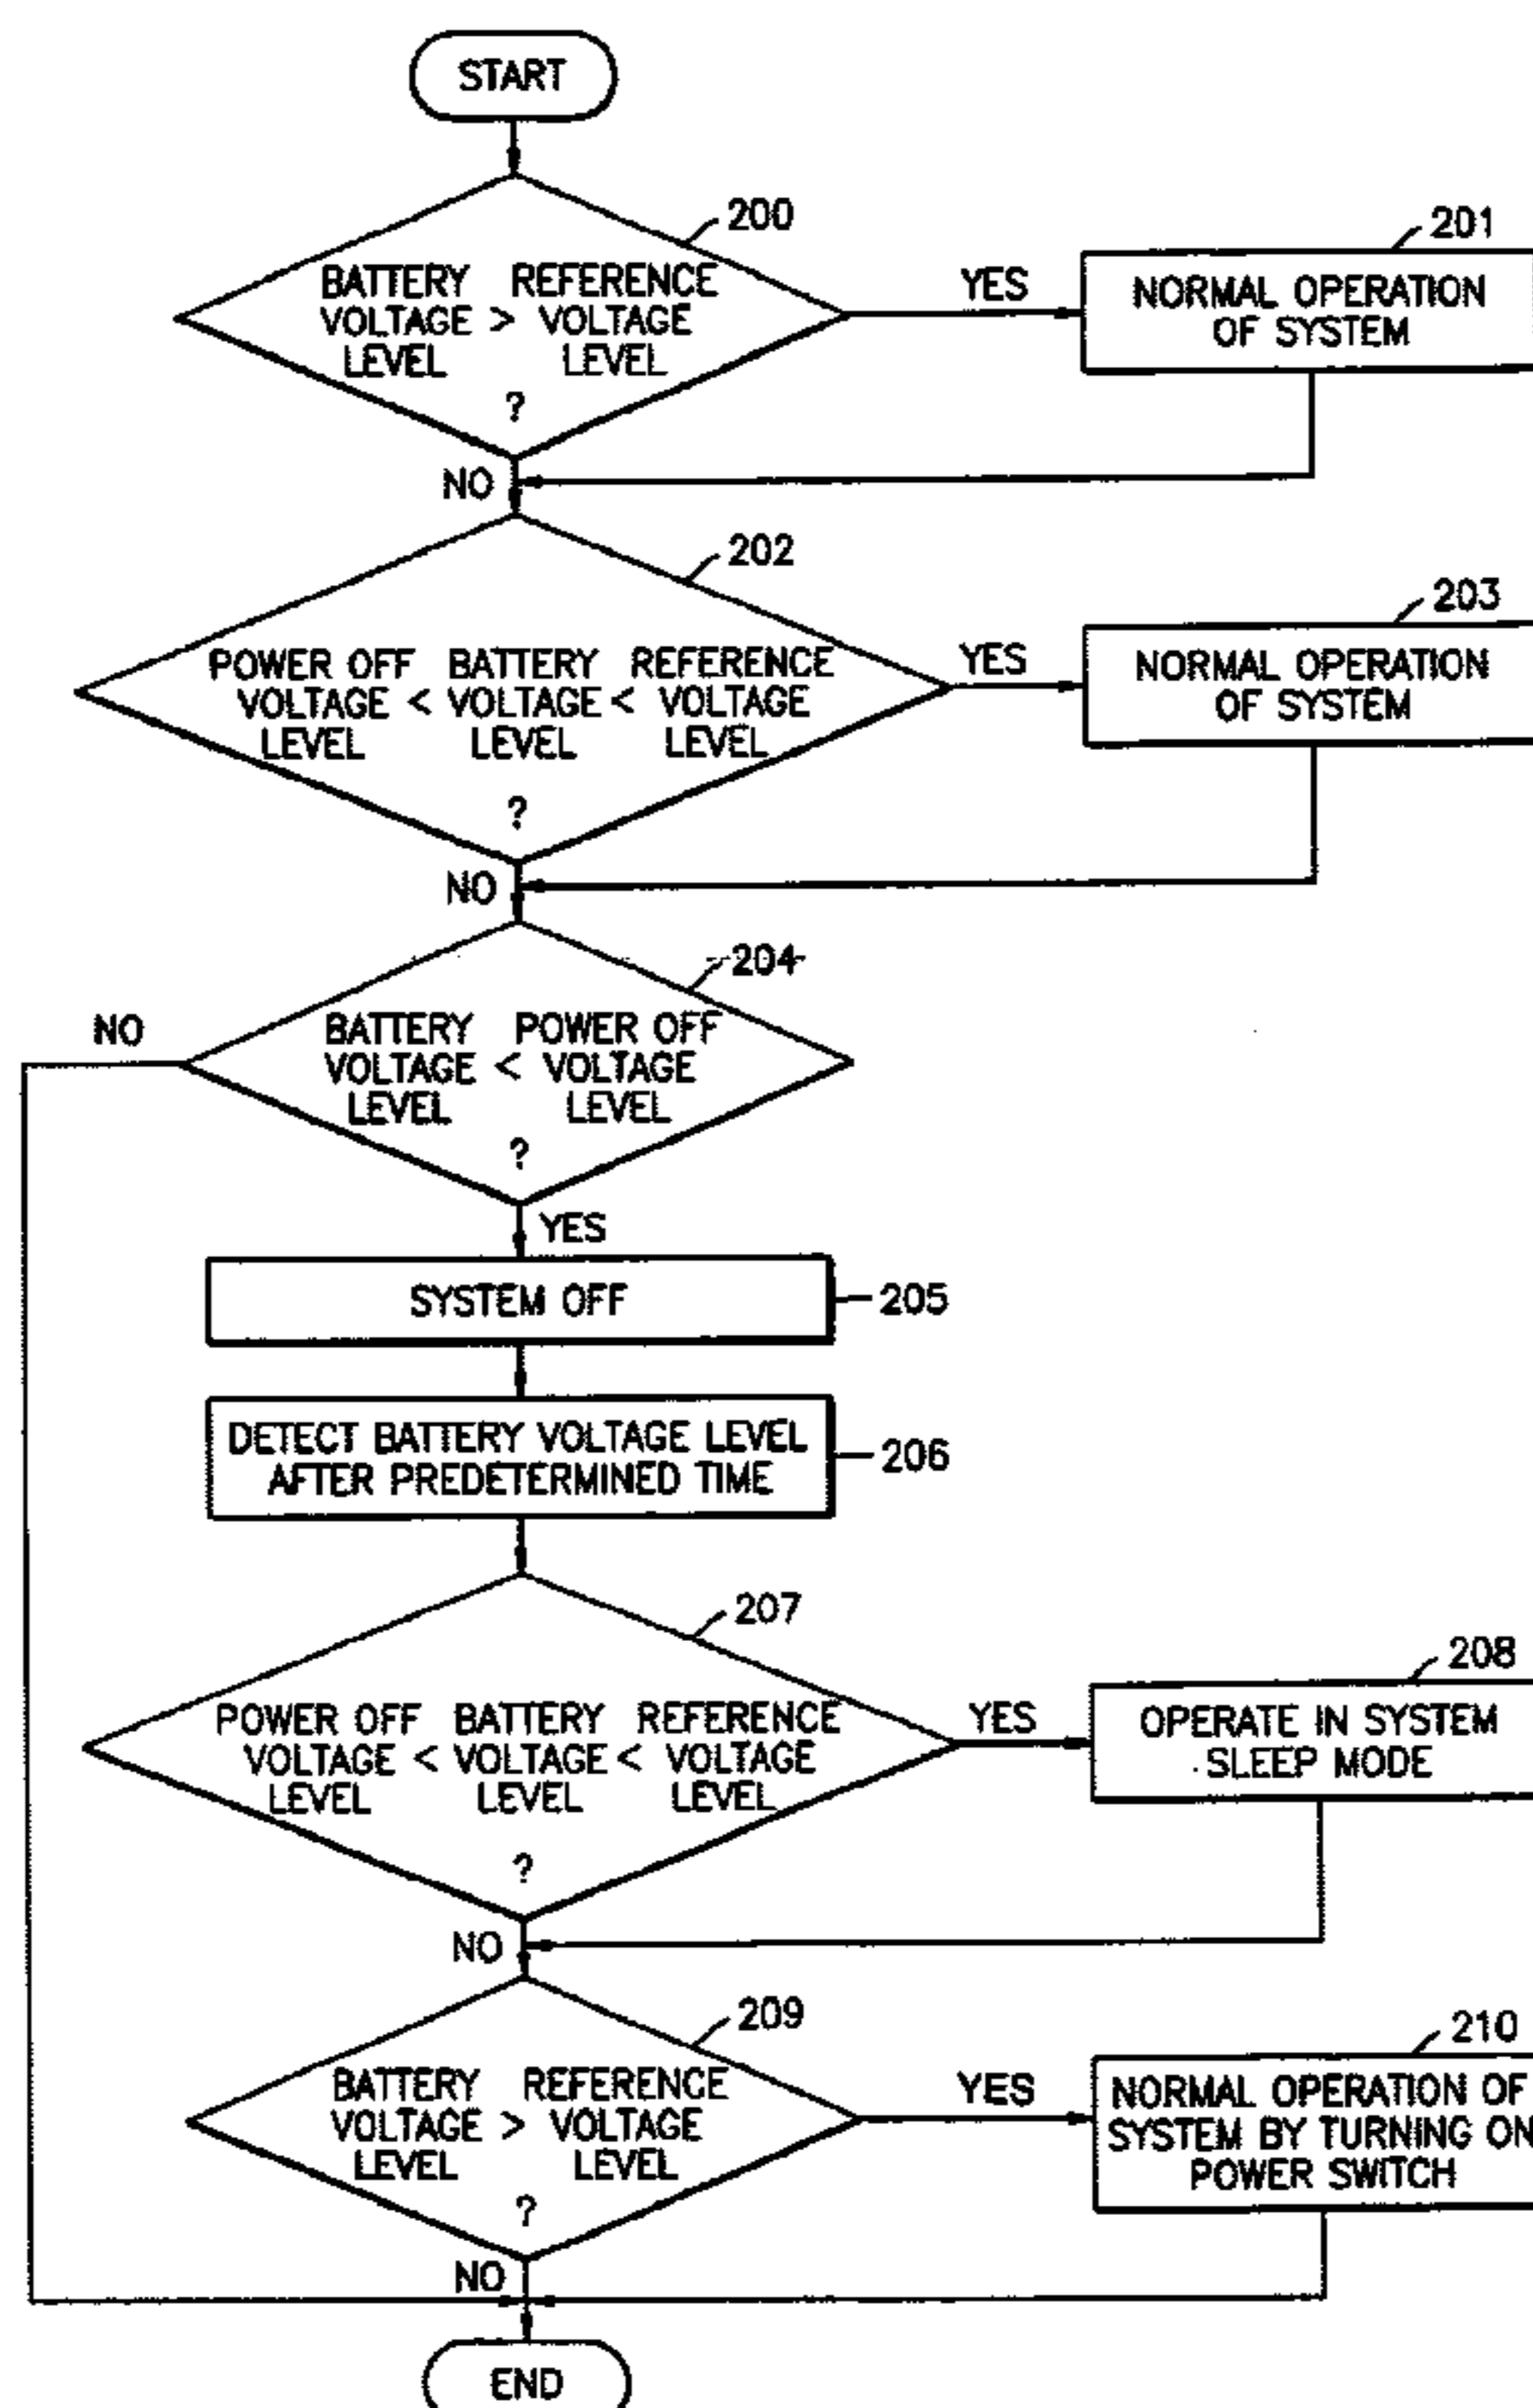 START
200
BATTERY REFERENCE
VOLTAGE > VOLTAGE
LEVEL LEVEL
?
YES
201
NORMAL OPERATION
OF SYSTEM
NO
202
POWER OFF BATTERY REFERENCE
VOLTAGE < VOLTAGE < VOLTAGE
LEVEL LEVEL LEVEL
?
YES
203
NORMAL OPERATION
OF SYSTEM
NO
204
NO
BATTERY POWER OFF
VOLTAGE < VOLTAGE
LEVEL LEVEL
?
YES
SYSTEM OFF
205
DETECT BATTERY VOLTAGE LEVEL
AFTER PREDETERMINED TIME
206
207
POWER OFF BATTERY REFERENCE
VOLTAGE < VOLTAGE < VOLTAGE
LEVEL LEVEL LEVEL
?
YES
208
OPERATE IN SYSTEM
SLEEP MODE
NO
209
BATTERY REFERENCE
VOLTAGE > VOLTAGE
LEVEL LEVEL
?
YES
210
NORMAL OPERATION OF
SYSTEM BY TURNING ON
POWER SWITCH
NO
END